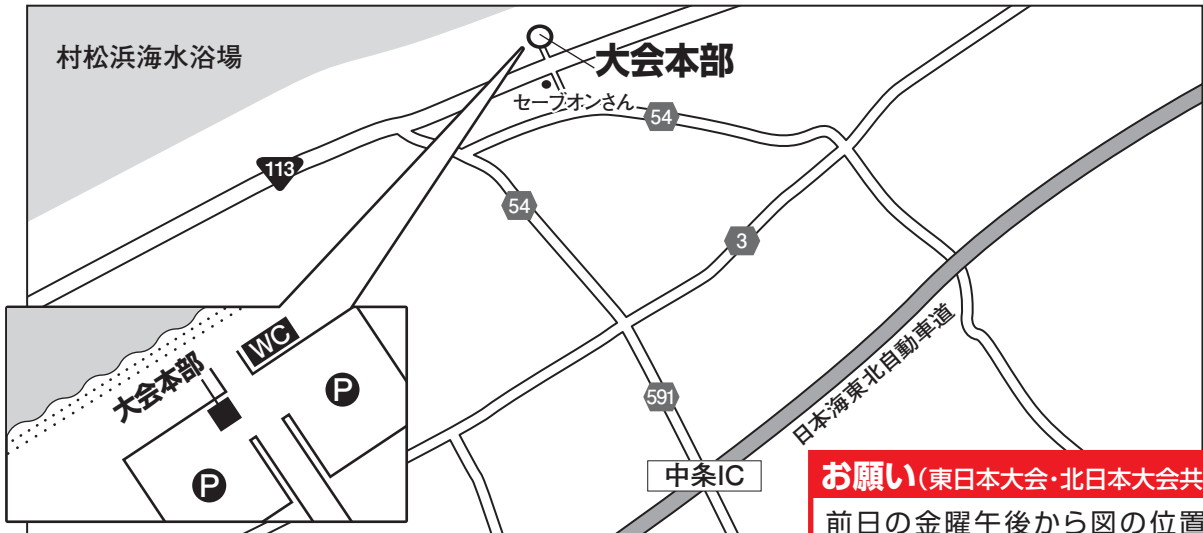 村松浜海水浴場
大会本部
セーブオンさん
54
113
54
3
WC
大会本部
P
P
591
日本海東北自動車道
中条IC
お願い(東日本大会・北日本大会共
前日の金曜午後から図の位置